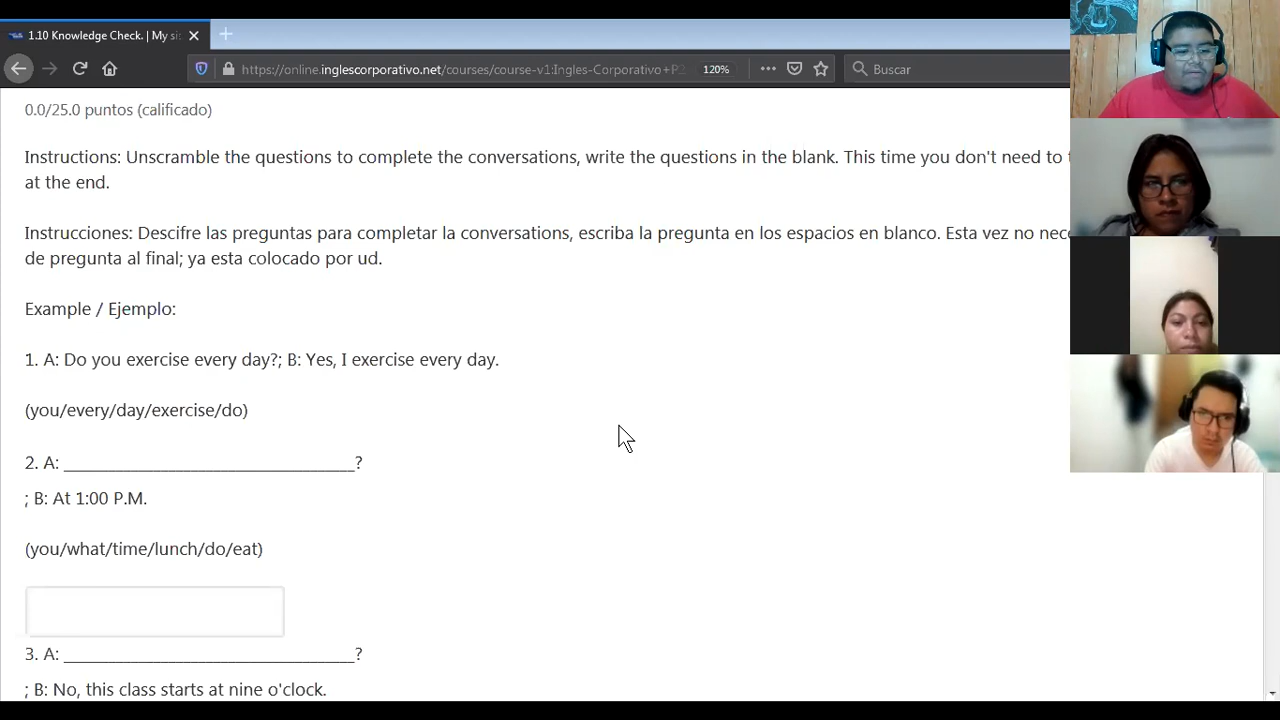 1.10 Knowledge Check. | My sis
https://online.inglescorporativo.net/courses/course-v1:Ingles-Corporativo+P2
120%
Buscar
0.0/25.0 puntos (calificado)
Instructions: Unscramble the questions to complete the conversations, write the questions in the blank. This time you don't need to
at the end.
Instrucciones: Descifre las preguntas para completar la conversations, escriba la pregunta en los espacios en blanco. Esta vez no nece
de pregunta al final; ya esta colocado por ud.
Example / Ejemplo:
1. A: Do you exercise every day?; B: Yes, I exercise every day.
(you/every/day/exercise/do)
2. A: ________________________________?
; B: At 1:00 P.M.
(you/what/time/lunch/do/eat)
3. A: ________________________________?
; B: No, this class starts at nine o'clock.